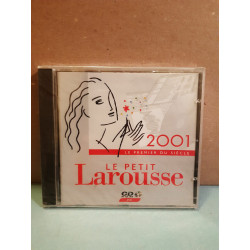 2001
LE PREMIER DU SIÈCLE
LE PETIT
Larousse